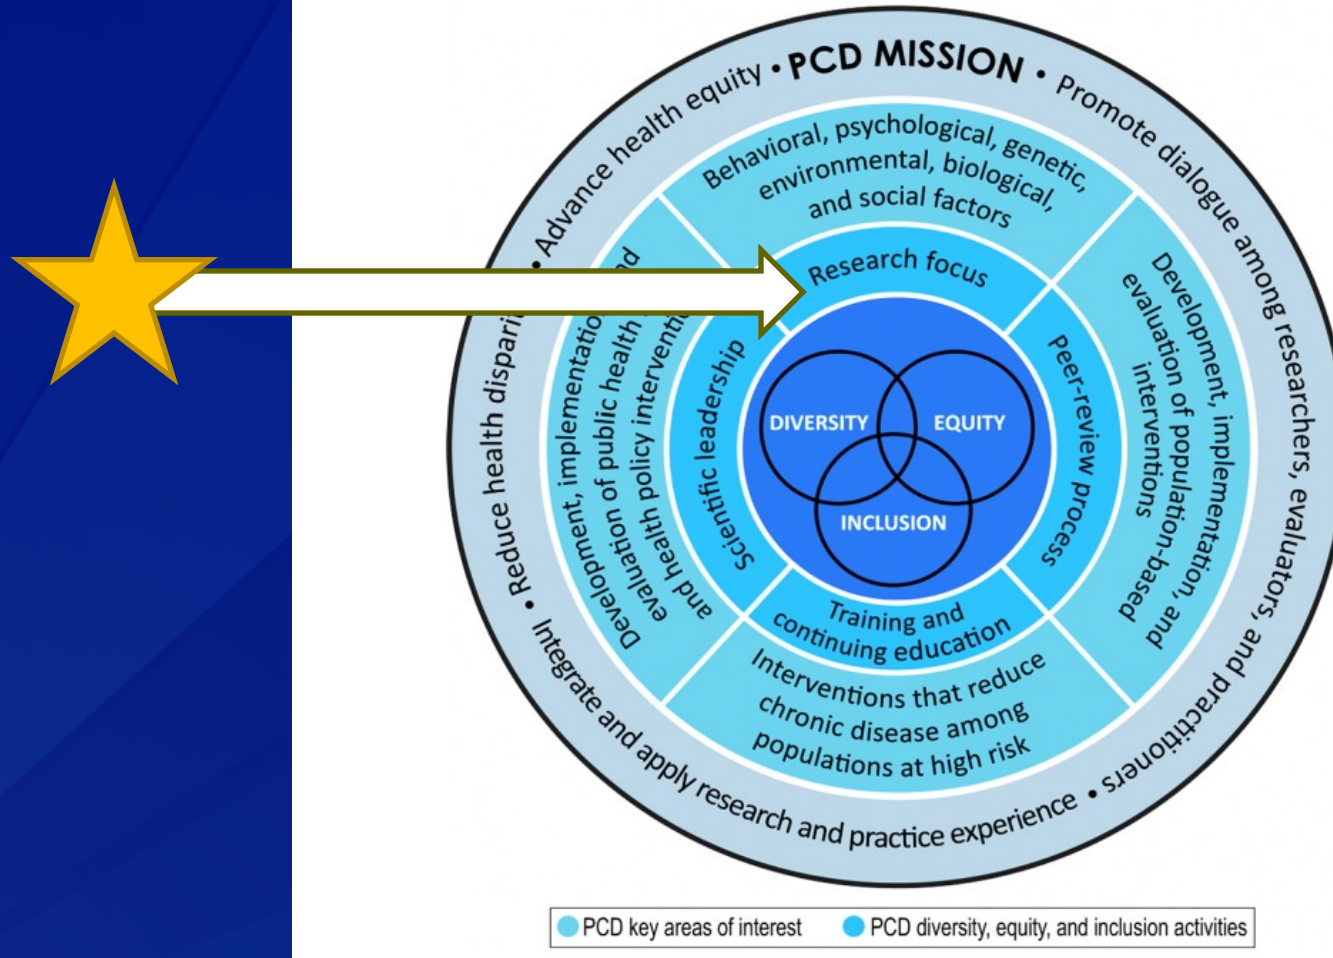 PCD MISSION • Promote dialogue among researchers, evaluators, and practitioners • Integrate and apply research and practice experience • Reduce health dispari • Advance health equity •
Behavioral, psychological, genetic,
environmental, biological,
and social factors
Development, implementation, and
evaluation of population-based
interventions
Interventions that reduce
chronic disease among
populations at high risk
Development, implementation nd
evaluation of public health
and health policy interventi
Research focus
Peer-review process
Training and
continuing education
Scientific leadership
DIVERSITY
EQUITY
INCLUSION
PCD key areas of interest
PCD diversity, equity, and inclusion activities